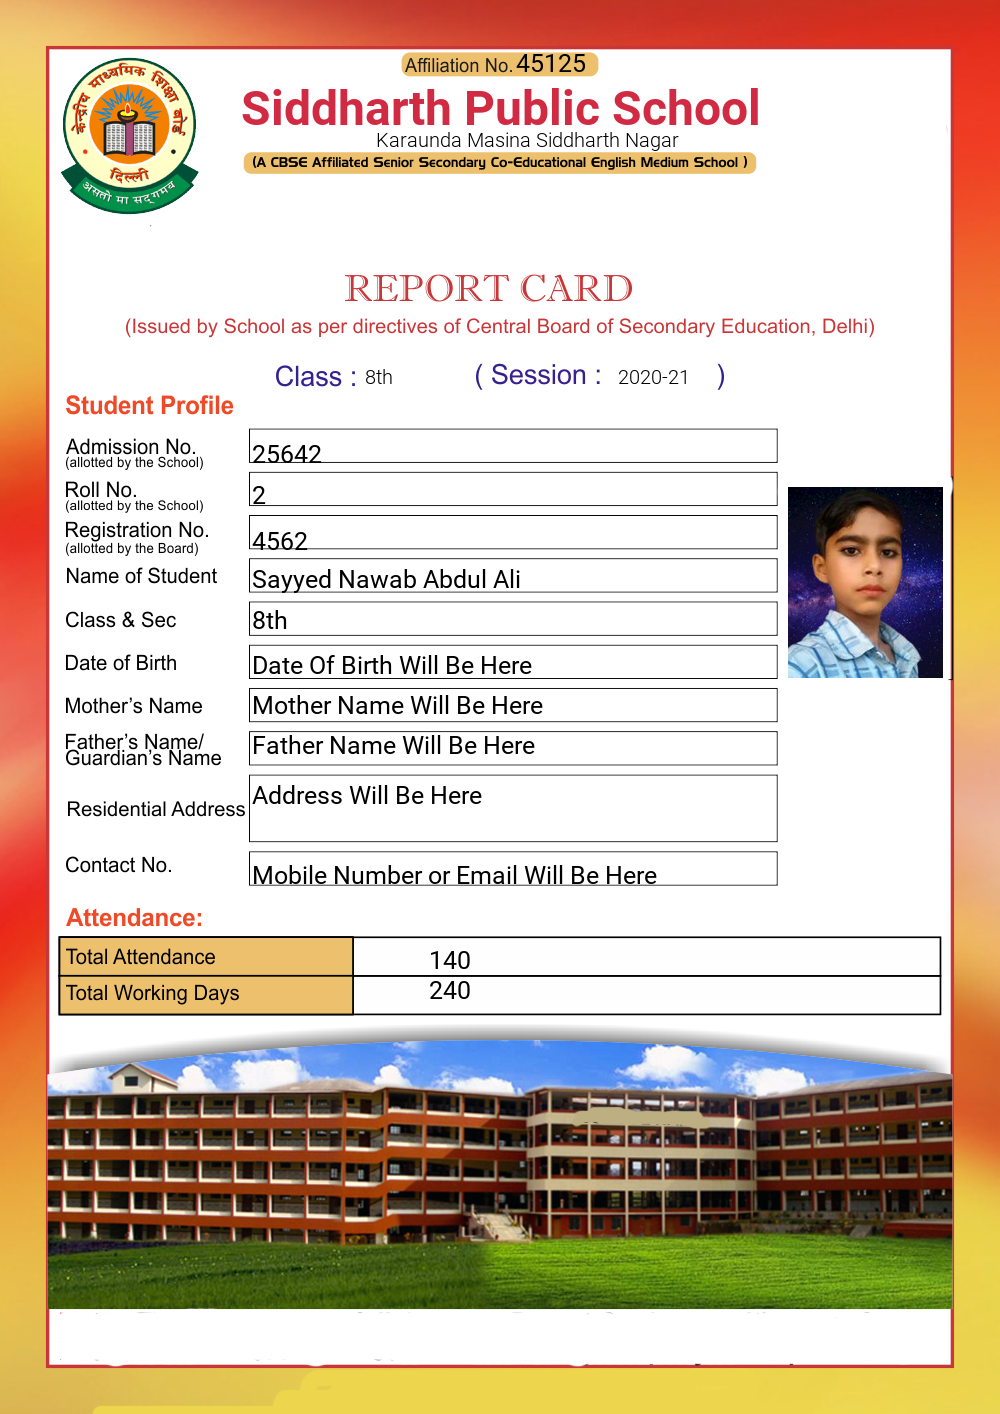 Affiliation No. 45125
केन्द्रीय माध्यमिक शिक्षा बोर्ड
दिल्ली
असतो मा सद्गमय
Siddharth Public School
Karaunda Masina Siddharth Nagar
(A CBSE Affiliated Senior Secondary Co-Educational English Medium School )
REPORT CARD
(Issued by School as per directives of Central Board of Secondary Education, Delhi)
Class : 8th ( Session : 2020-21 )
Student Profile
Admission No. 25642
(allotted by the School)
Roll No. 2
(allotted by the School)
Registration No. 4562
(allotted by the Board)
Name of Student Sayyed Nawab Abdul Ali
Class & Sec 8th
Date of Birth Date Of Birth Will Be Here
Mother's Name Mother Name Will Be Here
Father's Name/ Father Name Will Be Here
Guardian's Name
Residential Address Address Will Be Here
Contact No. Mobile Number or Email Will Be Here
Attendance:
Total Attendance 140
Total Working Days 240